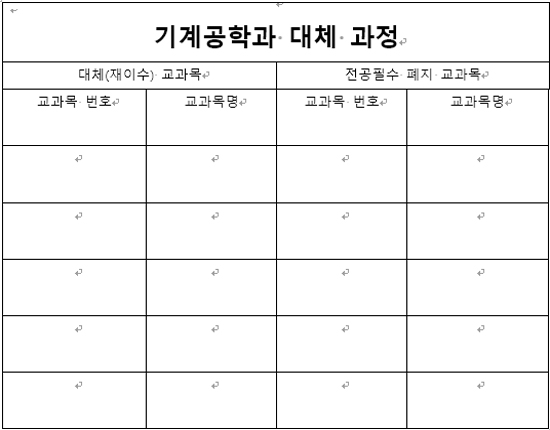 기계공학과 대체 과정
대체(재이수) 교과목 전공필수 폐지 교과목
교과목 번호 교과목명 교과목 번호 교과목명